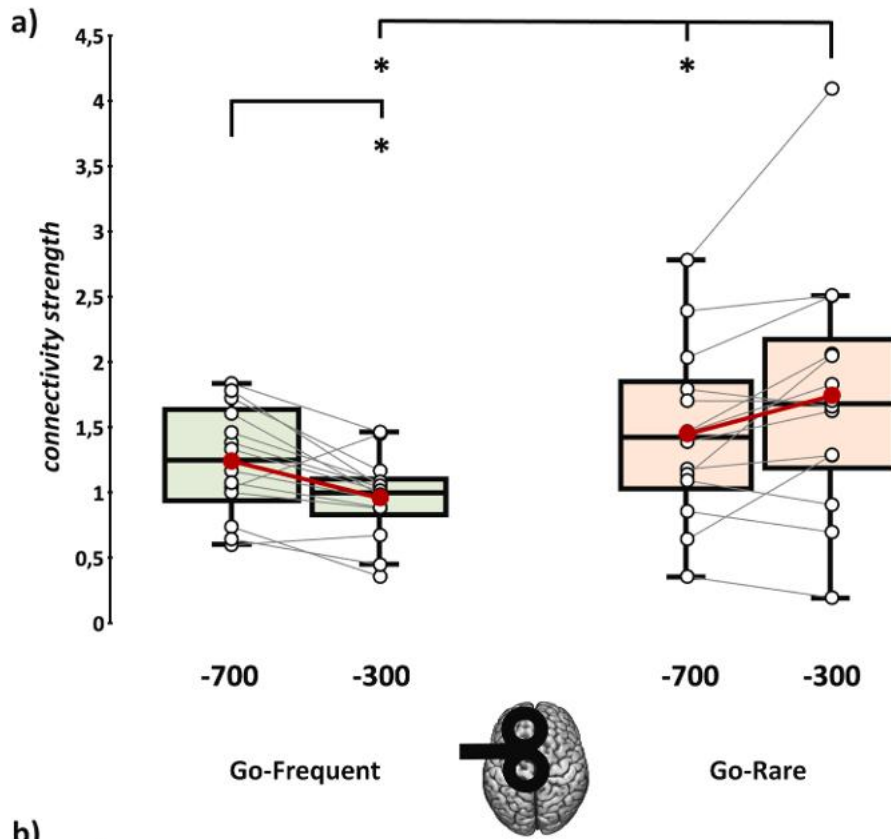 a)
4,5
4
3,5
3
2,5
2
1,5
1
0,5
0
connectivity strength
* *
*
-700 -300 -700 -300
Go-Frequent Go-Rare
b)